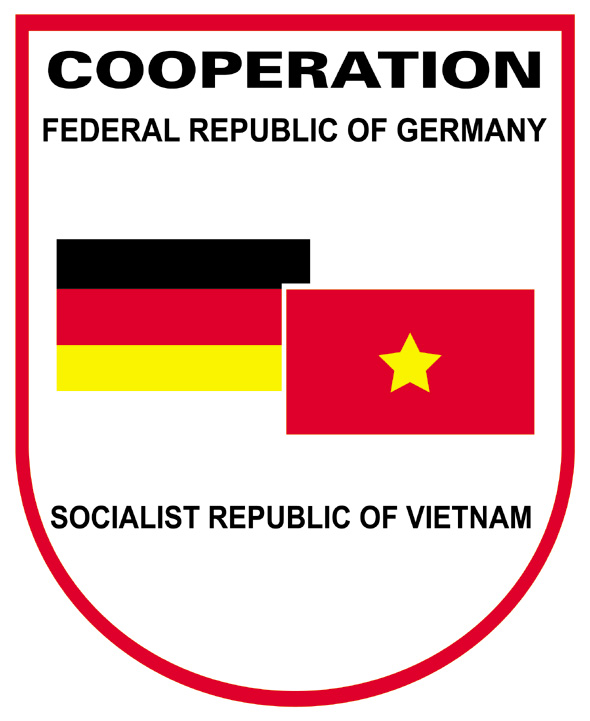 COOPERATION
FEDERAL REPUBLIC OF GERMANY
SOCIALIST REPUBLIC OF VIETNAM